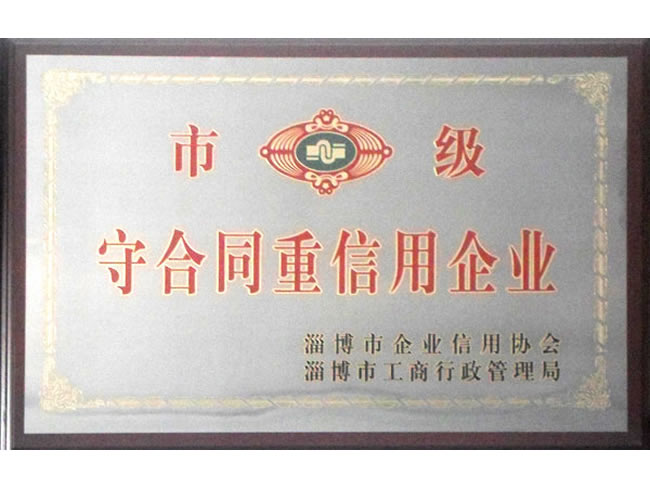 市 级
守合同重信用企业
淄博市企业信用协会
淄博市工商行政管理局